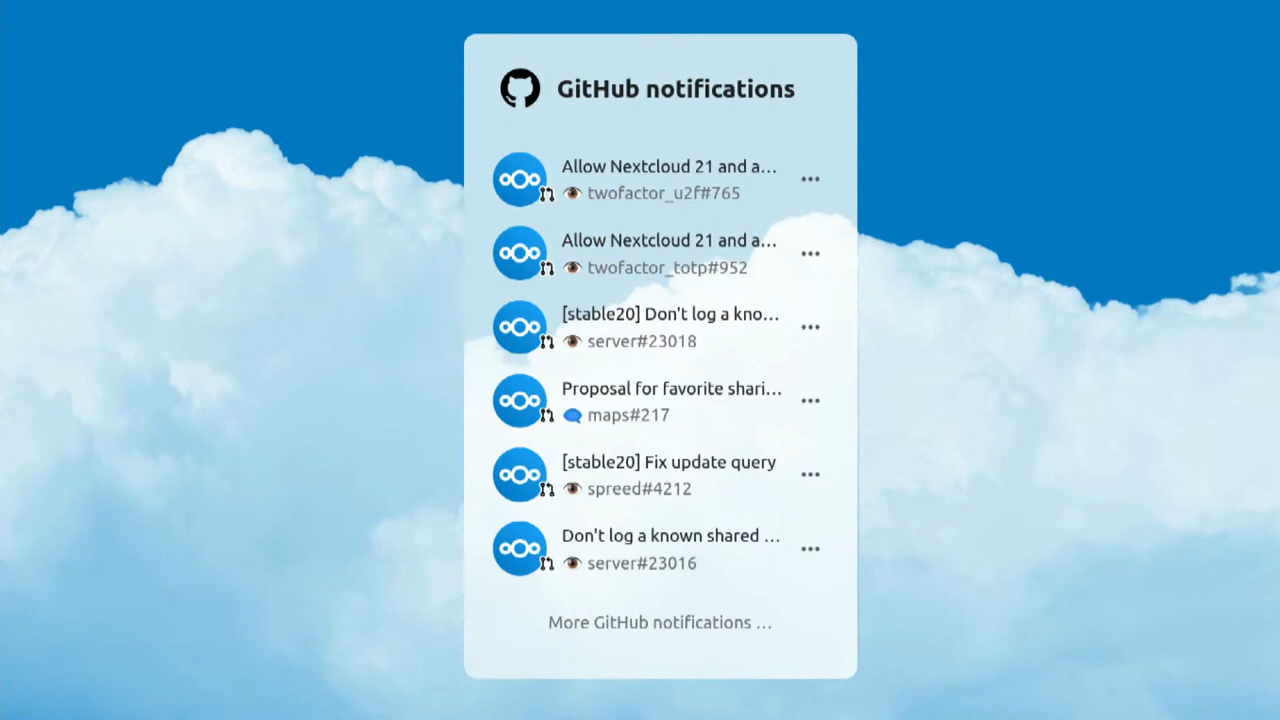 GitHub notifications
Allow Nextcloud 21 and a…
twofactor_u2f#765
Allow Nextcloud 21 and a…
twofactor_totp#952
[stable20] Don't log a kno…
server#23018
Proposal for favorite shari…
maps#217
[stable20] Fix update query
spreed#4212
Don't log a known shared …
server#23016
More GitHub notifications …